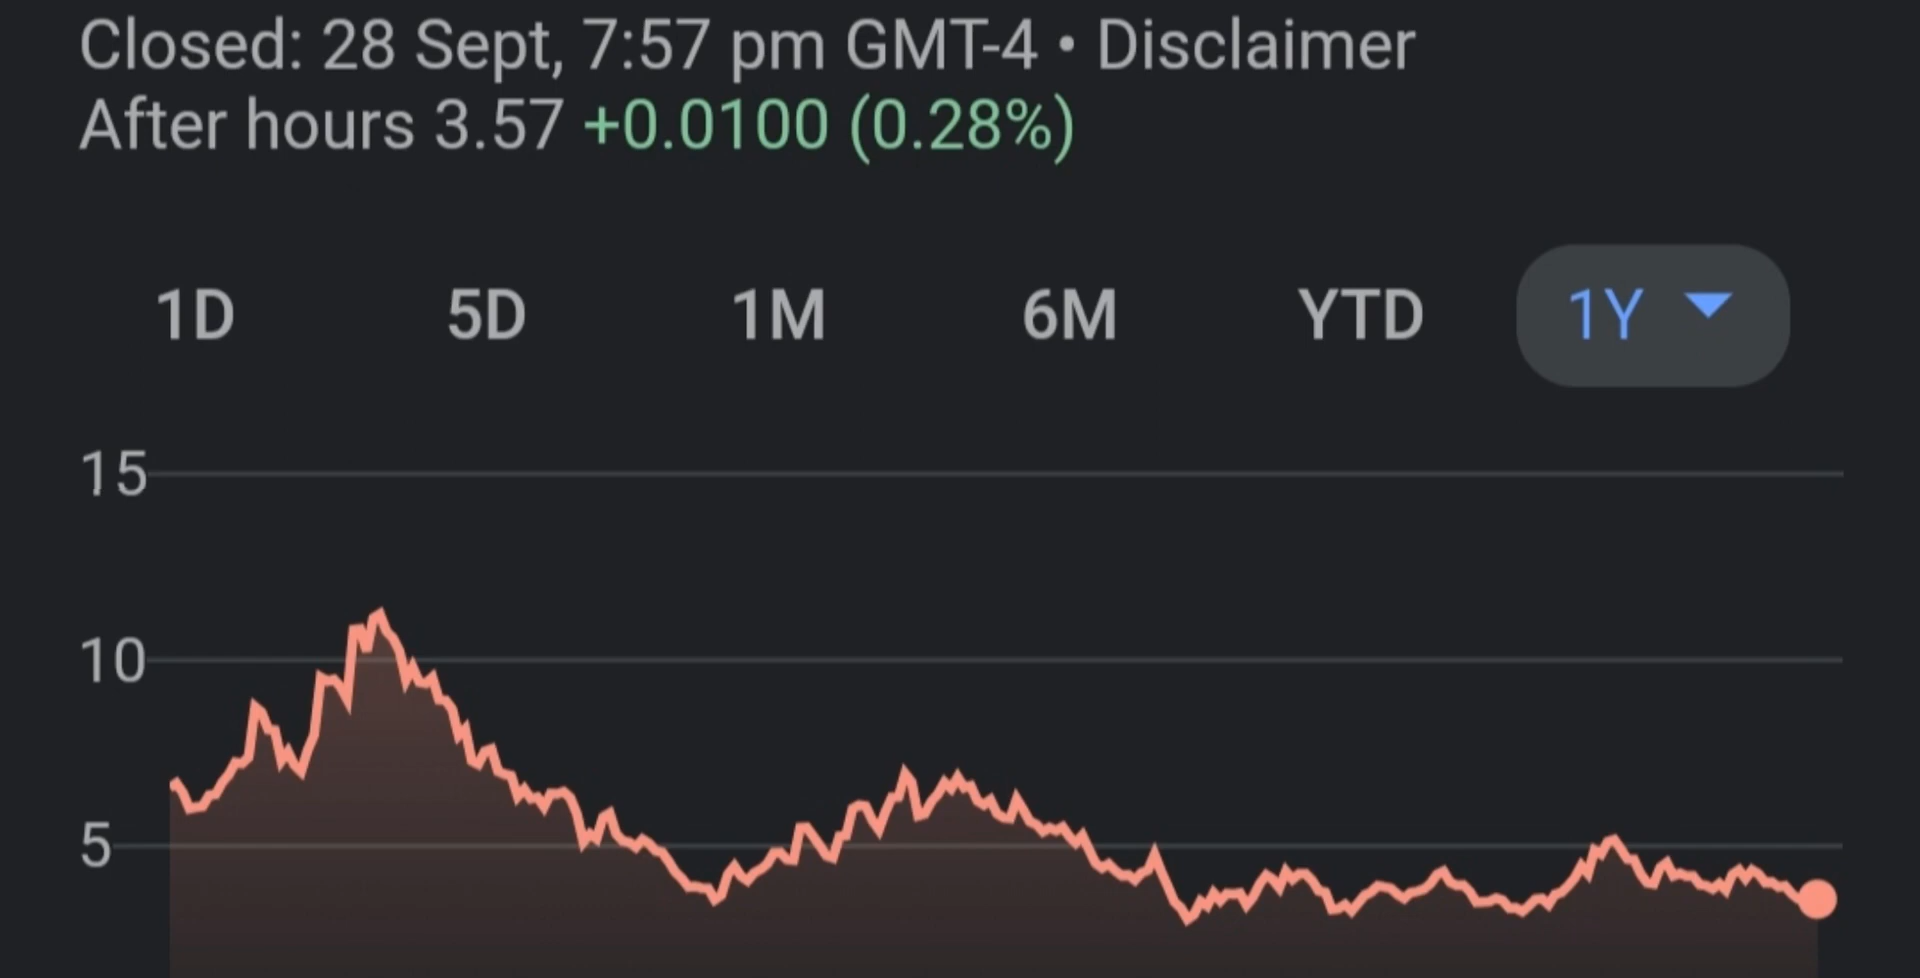 Closed: 28 Sept, 7:57 pm GMT-4 • Disclaimer
After hours 3.57 +0.0100 (0.28%)
1D 5D 1M 6M YTD 1Y
15
10
5